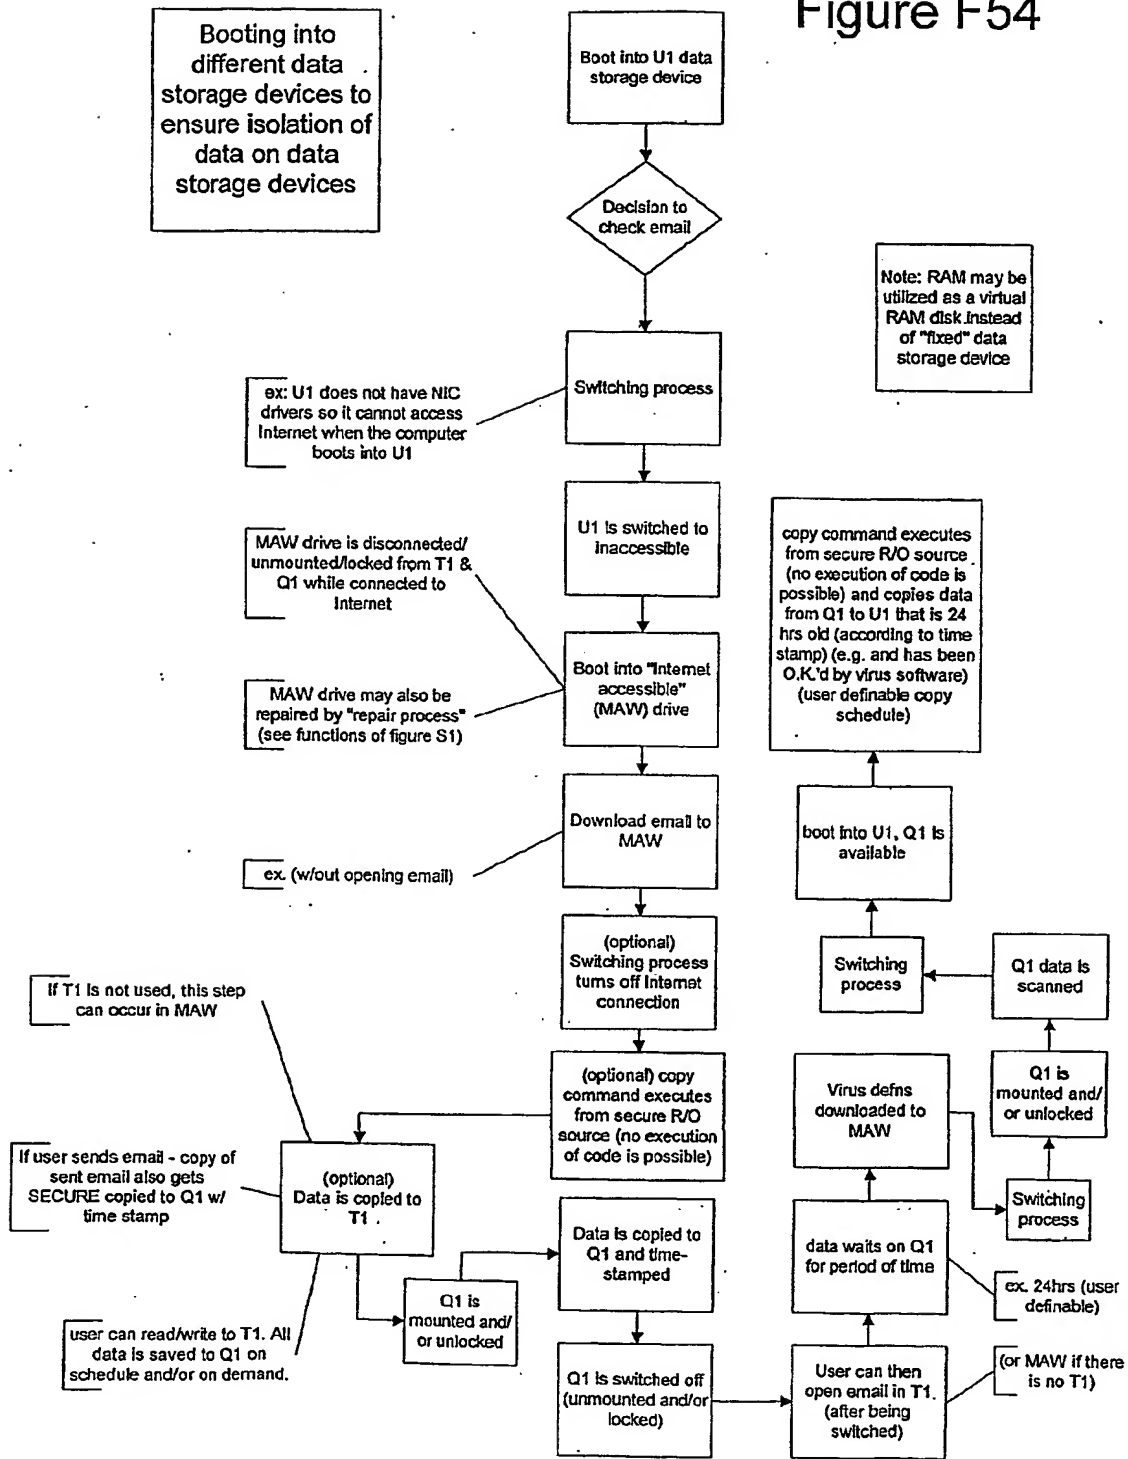 Figure F54
Booting into
different data
storage devices to
ensure isolation of
data on data
storage devices
Boot into U1 data
storage device
Decision to
check email
Note: RAM may be
utilized as a virtual
RAM disk instead
of "fixed" data
storage device
Switching process
ex: U1 does not have NIC
drivers so it cannot access
Internet when the computer
boots into U1
U1 is switched to
inaccessible
MAW drive is disconnected/
unmounted/locked from T1 &
Q1 while connected to
Internet
Boot into "Internet
accessible"
(MAW) drive
MAW drive may also be
repaired by "repair process"
(see functions of figure S1)
Download email to
MAW
ex. (w/out opening email)
(optional)
Switching process
turns off Internet
connection
(optional) copy
command executes
from secure R/O
source (no execution
of code is possible)
If T1 is not used, this step
can occur in MAW
(optional)
Data is copied to
T1
If user sends email - copy of
sent email also gets
SECURE copied to Q1 w/
time stamp
user can read/write to T1. All
data is saved to Q1 on
schedule and/or on demand.
Q1 is
mounted and/
or unlocked
Data is copied to
Q1 and time-
stamped
Q1 is switched off
(unmounted and/or
locked)
User can then
open email in T1.
(after being
switched)
(or MAW if there
is no T1)
data waits on Q1
for period of time
ex. 24hrs (user
definable)
Virus defns
downloaded to
MAW
Switching
process
Q1 is
mounted and/
or unlocked
Q1 data is
scanned
Switching
process
boot into U1, Q1 is
available
copy command executes
from secure R/O source
(no execution of code is
possible) and copies data
from Q1 to U1 that is 24
hrs old (according to time
stamp) (e.g. and has been
O.K.'d by virus software)
(user definable copy
schedule)